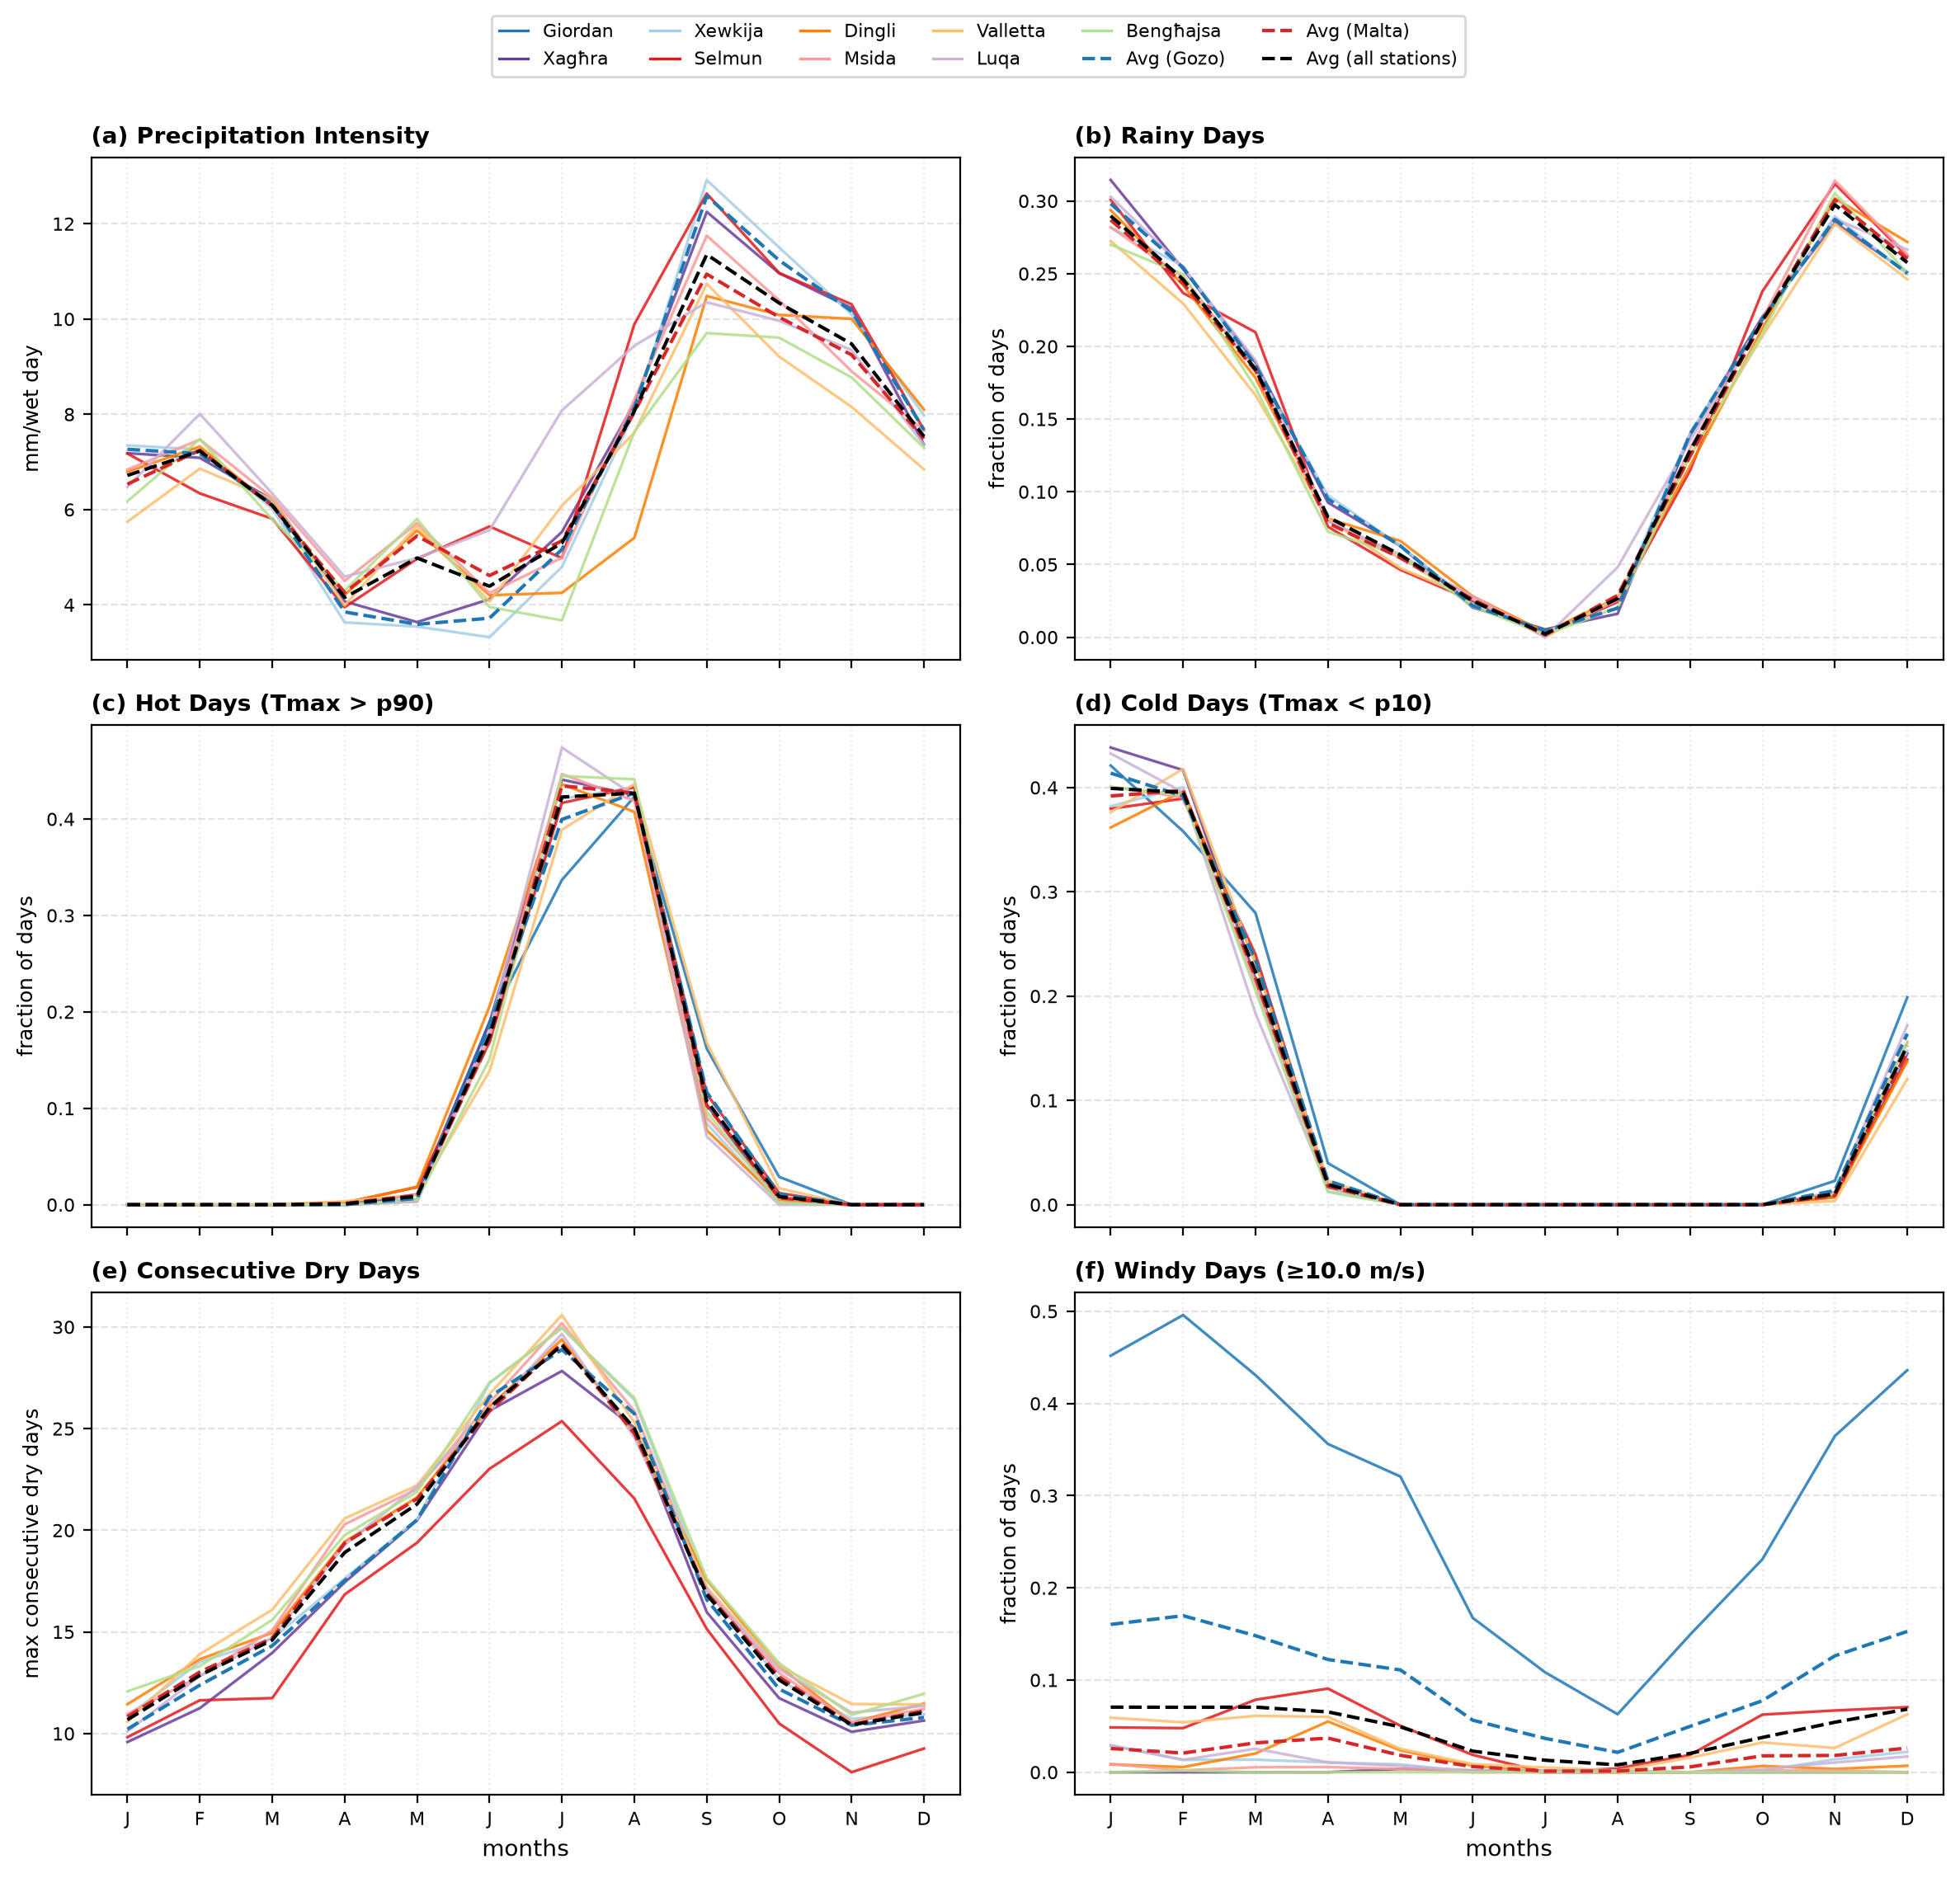 Giordan Xewkija Dingli Valletta Bengħajsa Avg (Malta)
Xagħra Selmun Msida Luqa Avg (Gozo) Avg (all stations)
(a) Precipitation Intensity
mm/wet day
12
10
8
6
4
(b) Rainy Days
fraction of days
0.30
0.25
0.20
0.15
0.10
0.05
0.00
(c) Hot Days (Tmax > p90)
fraction of days
0.4
0.3
0.2
0.1
0.0
(d) Cold Days (Tmax < p10)
fraction of days
0.4
0.3
0.2
0.1
0.0
(e) Consecutive Dry Days
max consecutive dry days
30
25
20
15
10
J F M A M J J A S O N D
months
(f) Windy Days (≥10.0 m/s)
fraction of days
0.5
0.4
0.3
0.2
0.1
0.0
J F M A M J J A S O N D
months